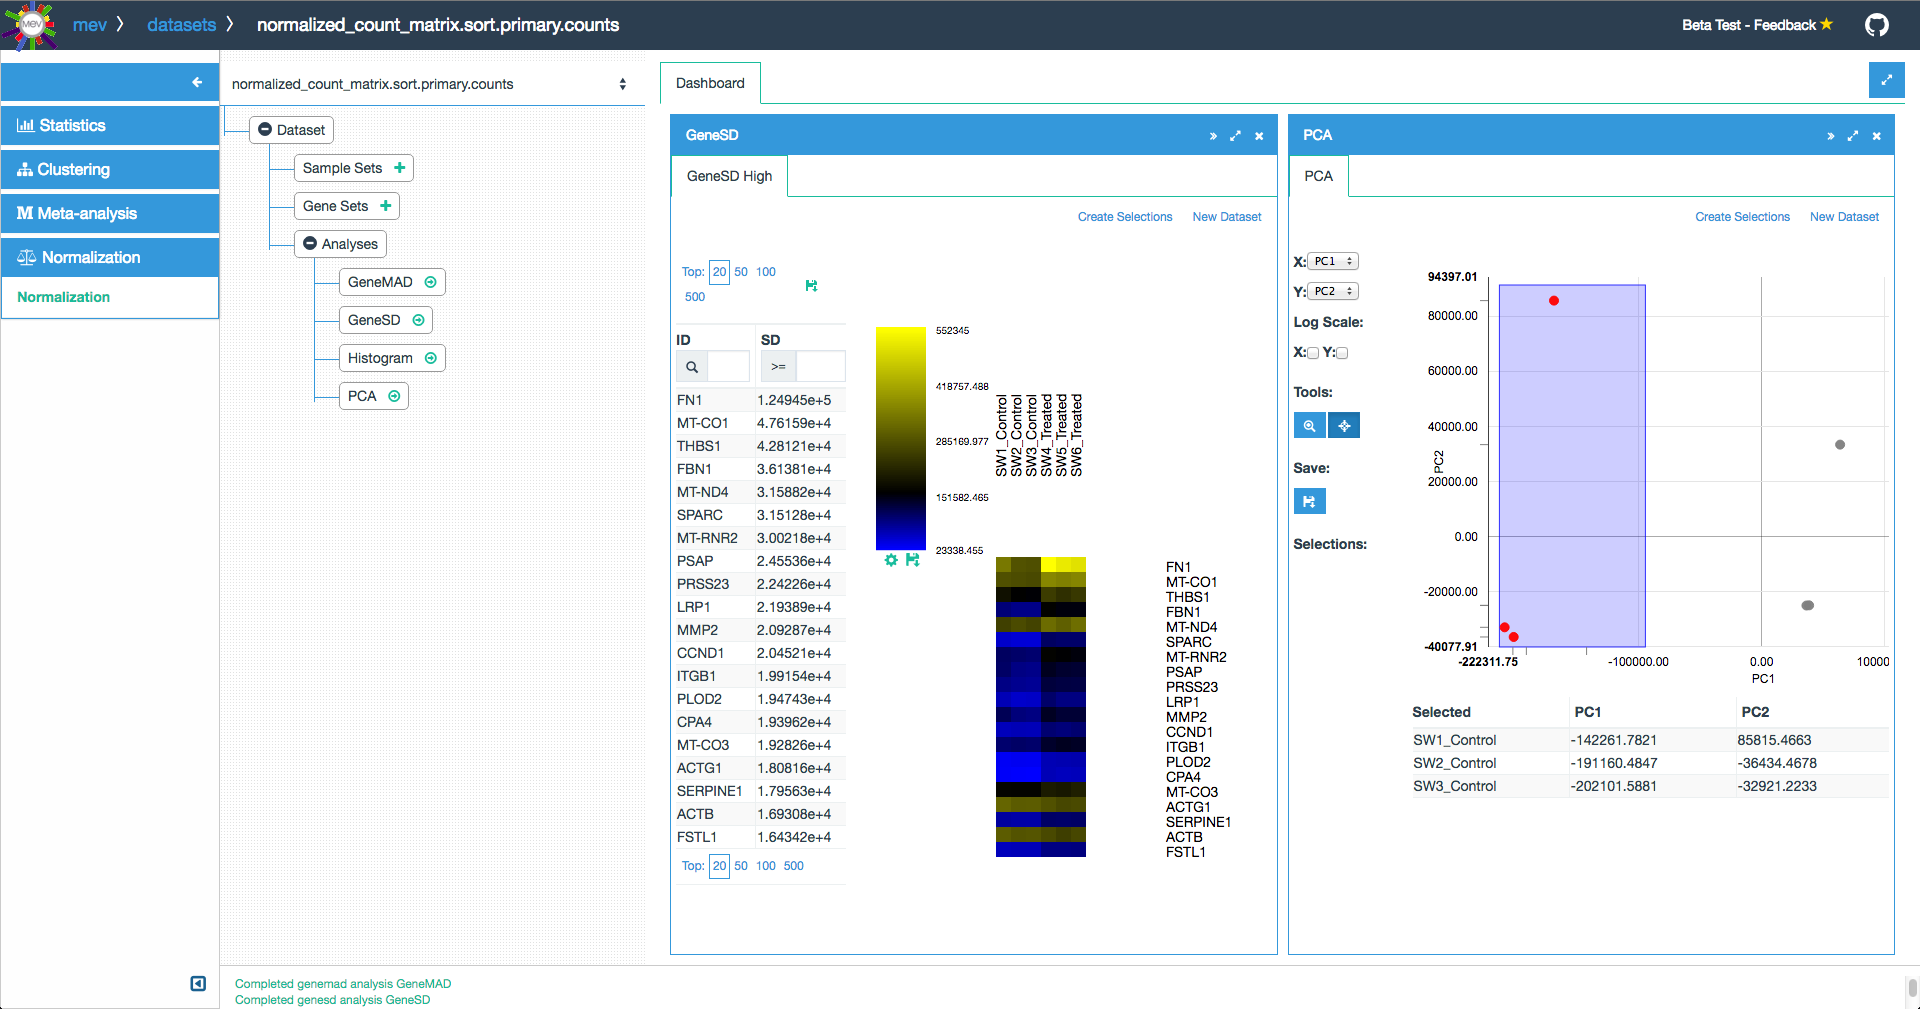 MeV mev datasets normalized_count_matrix.sort.primary.counts Beta Test - Feedback
Statistics
Clustering
Meta-analysis
Normalization
Normalization
normalized_count_matrix.sort.primary.counts
Dataset
Sample Sets
Gene Sets
Analyses
GeneMAD
GeneSD
Histogram
PCA
Dashboard
GeneSD
GeneSD High
Create Selections New Dataset
Top: 20 50 100
500
ID SD
>=
FN1 1.24945e+5
MT-CO1 4.76159e+4
THBS1 4.28121e+4
FBN1 3.61381e+4
MT-ND4 3.15882e+4
SPARC 3.15128e+4
MT-RNR2 3.00218e+4
PSAP 2.45536e+4
PRSS23 2.24226e+4
LRP1 2.19389e+4
MMP2 2.09287e+4
CCND1 2.04521e+4
ITGB1 1.99154e+4
PLOD2 1.94743e+4
CPA4 1.93962e+4
MT-CO3 1.92826e+4
ACTG1 1.80816e+4
SERPINE1 1.79563e+4
ACTB 1.69308e+4
FSTL1 1.64342e+4
Top: 20 50 100 500
552345
418757.488
285169.977
151582.465
23338.455
SW1_Control
SW2_Control
SW3_Control
SW4_Treated
SW5_Treated
SW6_Treated
FN1
MT-CO1
THBS1
FBN1
MT-ND4
SPARC
MT-RNR2
PSAP
PRSS23
LRP1
MMP2
CCND1
ITGB1
PLOD2
CPA4
MT-CO3
ACTG1
SERPINE1
ACTB
FSTL1
PCA
PCA
Create Selections New Dataset
X: PC1
Y: PC2
Log Scale:
X: Y:
Tools:
Save:
Selections:
94397.01
80000.00
60000.00
40000.00
PC2
20000.00
0.00
-20000.00
-40077.91
-222311.75 -100000.00 0.00 10000
PC1
Selected PC1 PC2
SW1_Control -142261.7821 85815.4663
SW2_Control -191160.4847 -36434.4678
SW3_Control -202101.5881 -32921.2233
Completed genemad analysis GeneMAD
Completed genesd analysis GeneSD